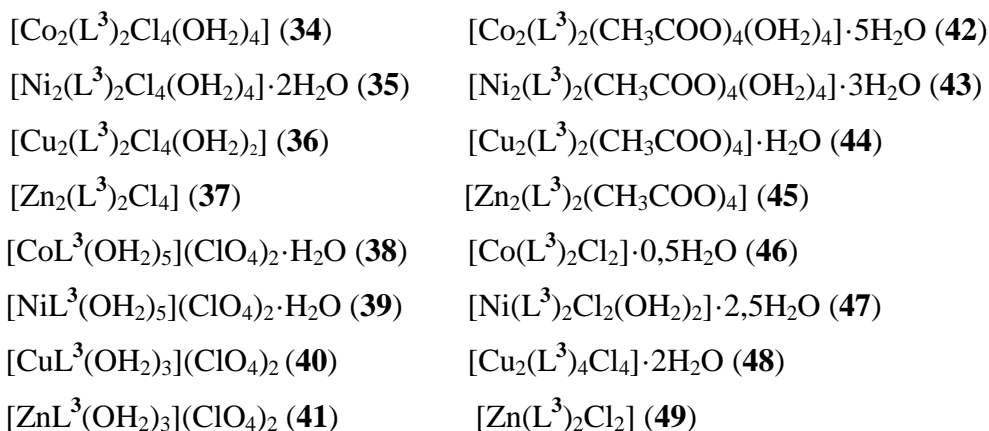 [Co₂(L³)₂Cl₄(OH₂)₄] (34)
[Ni₂(L³)₂Cl₄(OH₂)₄]·2H₂O (35)
[Cu₂(L³)₂Cl₄(OH₂)₂] (36)
[Zn₂(L³)₂Cl₄] (37)
[CoL³(OH₂)₅](ClO₄)₂·H₂O (38)
[NiL³(OH₂)₅](ClO₄)₂·H₂O (39)
[CuL³(OH₂)₃](ClO₄)₂ (40)
[ZnL³(OH₂)₃](ClO₄)₂ (41)
[Co₂(L³)₂(CH₃COO)₄(OH₂)₄]·5H₂O (42)
[Ni₂(L³)₂(CH₃COO)₄(OH₂)₄]·3H₂O (43)
[Cu₂(L³)₂(CH₃COO)₄]·H₂O (44)
[Zn₂(L³)₂(CH₃COO)₄] (45)
[Co(L³)₂Cl₂]·0,5H₂O (46)
[Ni(L³)₂Cl₂(OH₂)₂]·2,5H₂O (47)
[Cu₂(L³)₄Cl₄]·2H₂O (48)
[Zn(L³)₂Cl₂] (49)